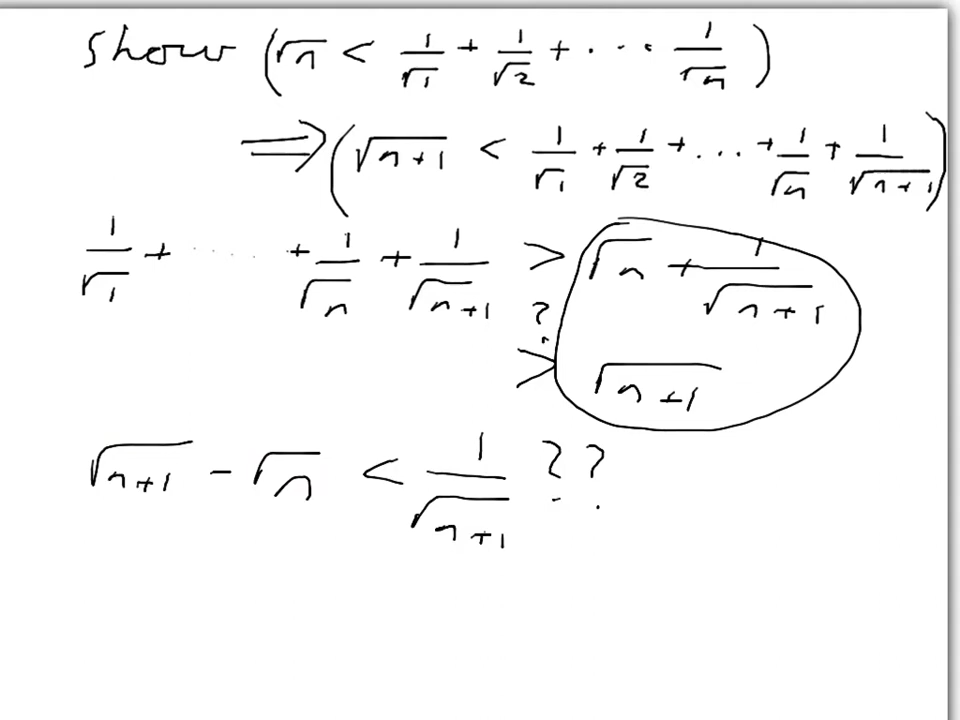 show (√n < 1/√1 + 1/√2 + ... 1/√n)
⟹ (√(n+1) < 1/√1 + 1/√2 + ... + 1/√n + 1/√(n+1))
1/√1 + ..... + 1/√n + 1/√(n+1) > √n + 1/√(n+1)
? > √(n+1)
√(n+1) - √n < 1/√(n+1) ??